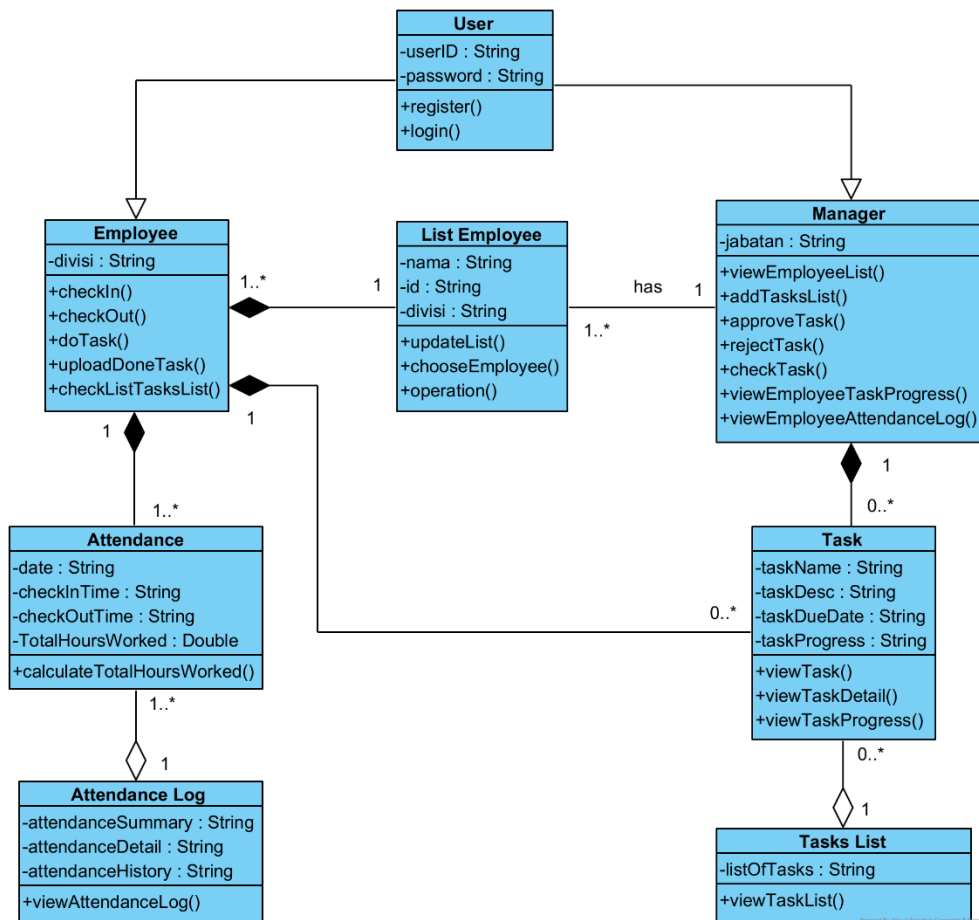 User
-userID : String
-password : String
+register()
+login()
Employee
-divisi : String
+checkIn()
+checkOut()
+doTask()
+uploadDoneTask()
+checkListTasksList()
1..*
1
List Employee
-nama : String
-id : String
-divisi : String
+updateList()
+chooseEmployee()
+operation()
has
1..*
1
Manager
-jabatan : String
+viewEmployeeList()
+addTasksList()
+approveTask()
+rejectTask()
+checkTask()
+viewEmployeeTaskProgress()
+viewEmployeeAttendanceLog()
1
1
1..*
0..*
1
0..*
Attendance
-date : String
-checkInTime : String
-checkOutTime : String
-TotalHoursWorked : Double
+calculateTotalHoursWorked()
Task
-taskName : String
-taskDesc : String
-taskDueDate : String
-taskProgress : String
+viewTask()
+viewTaskDetail()
+viewTaskProgress()
1..*
1
0..*
1
Attendance Log
-attendanceSummary : String
-attendanceDetail : String
-attendanceHistory : String
+viewAttendanceLog()
Tasks List
-listOfTasks : String
+viewTaskList()